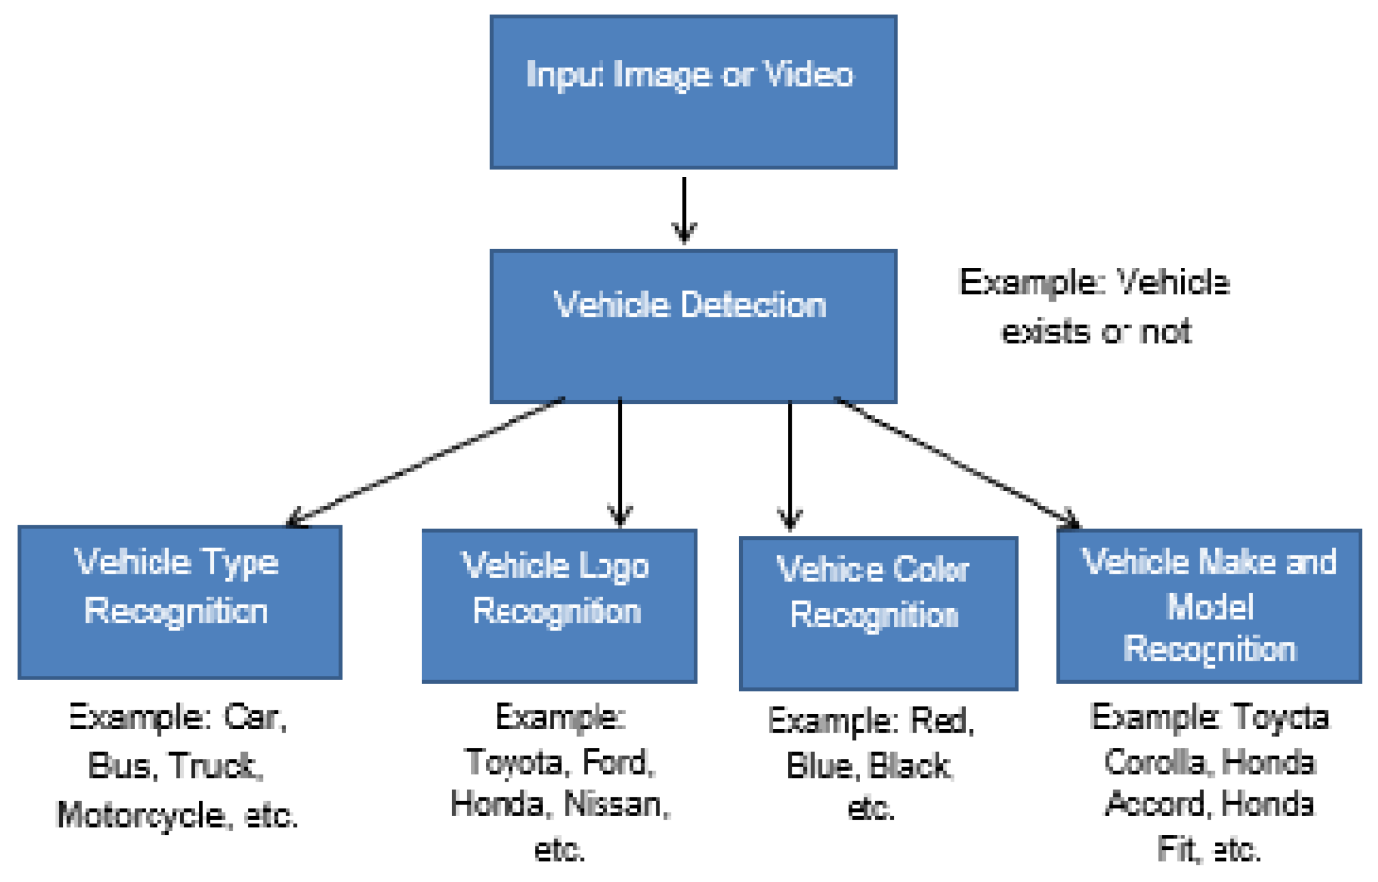 Input Image or Video
Vehicle Detection
Example: Vehicle
exists or not
Vehicle Type
Recognition
Vehicle Logo
Recognition
Vehice Color
Recognition
Vehicle Make and
Model
Recognition
Example: Car,
Bus, Truck,
Motorcycle, etc.
Example:
Toyota, Ford,
Honda, Nissan,
etc.
Example: Red,
Blue, Black,
etc.
Example: Toyota
Corolla, Honda
Accord, Honda
Fit, etc.